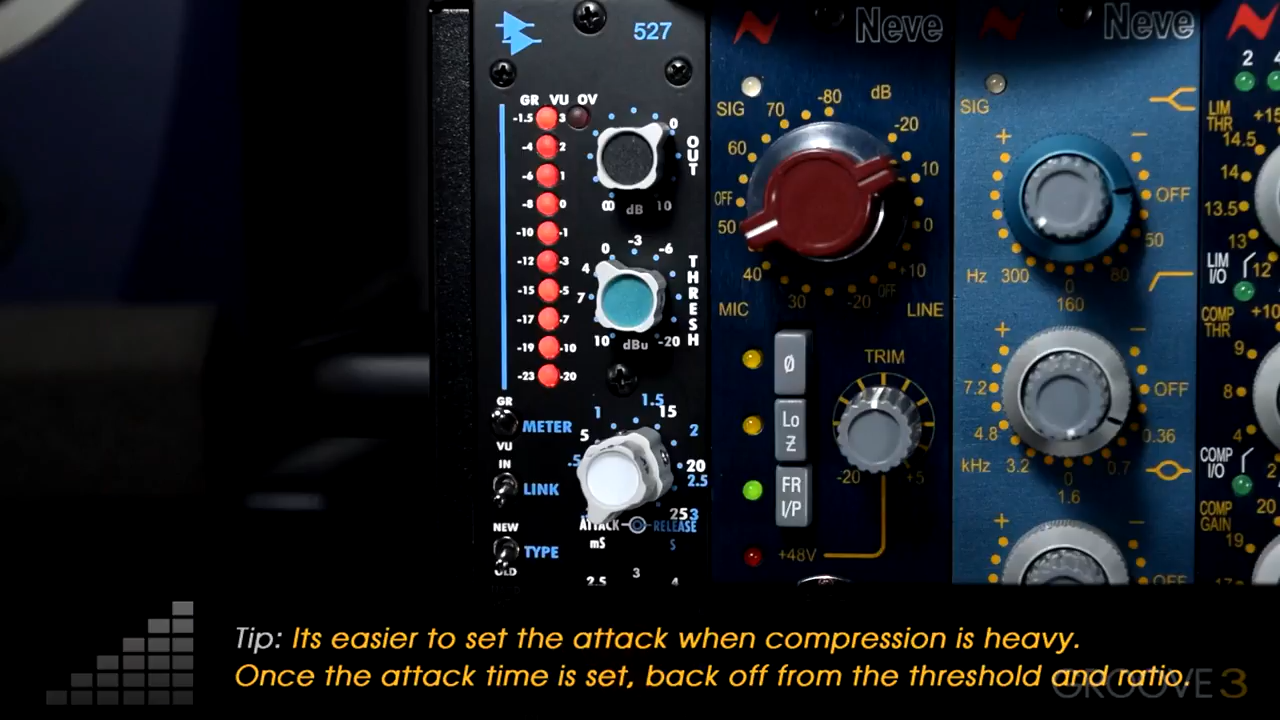 527
GR VU OV
-1.5 3
-4 2
-6 1
-8 0
-10 -1
-12 -3
-15 -5
-17 -7
-19 -10
-23 -20
0
OUT
∞ dB 10
0 -3 -6
4
7
THRESH
10 dBu -20
GR
METER
VU
IN
LINK
NEW
TYPE
OLD
1 1.5
15
5 2
.5 20
2.5
25 3
ATTACK RELEASE
mS S
2.5 3 4
Neve
SIG 70 -80 dB
-20
60 10
OFF
50 0
40 +10
30 -20 OFF
MIC LINE
Ø
TRIM
Lo
Z
-20 +5
FR
I/P
+48V
Neve
SIG
+ -
OFF
50
Hz 300 80
0
160
+ -
7.2 OFF
4.8 0.36
kHz 3.2 0.7
0
1.6
+ -
OFF
2 4
LIM
THR
+15
14.5
14
13.5
13
LIM
I/O
12
COMP
THR
+10
9
8
4
COMP
I/O
2
COMP
GAIN
20
19
17
Tip: Its easier to set the attack when compression is heavy.
Once the attack time is set, back off from the threshold and ratio.
GROOVE 3